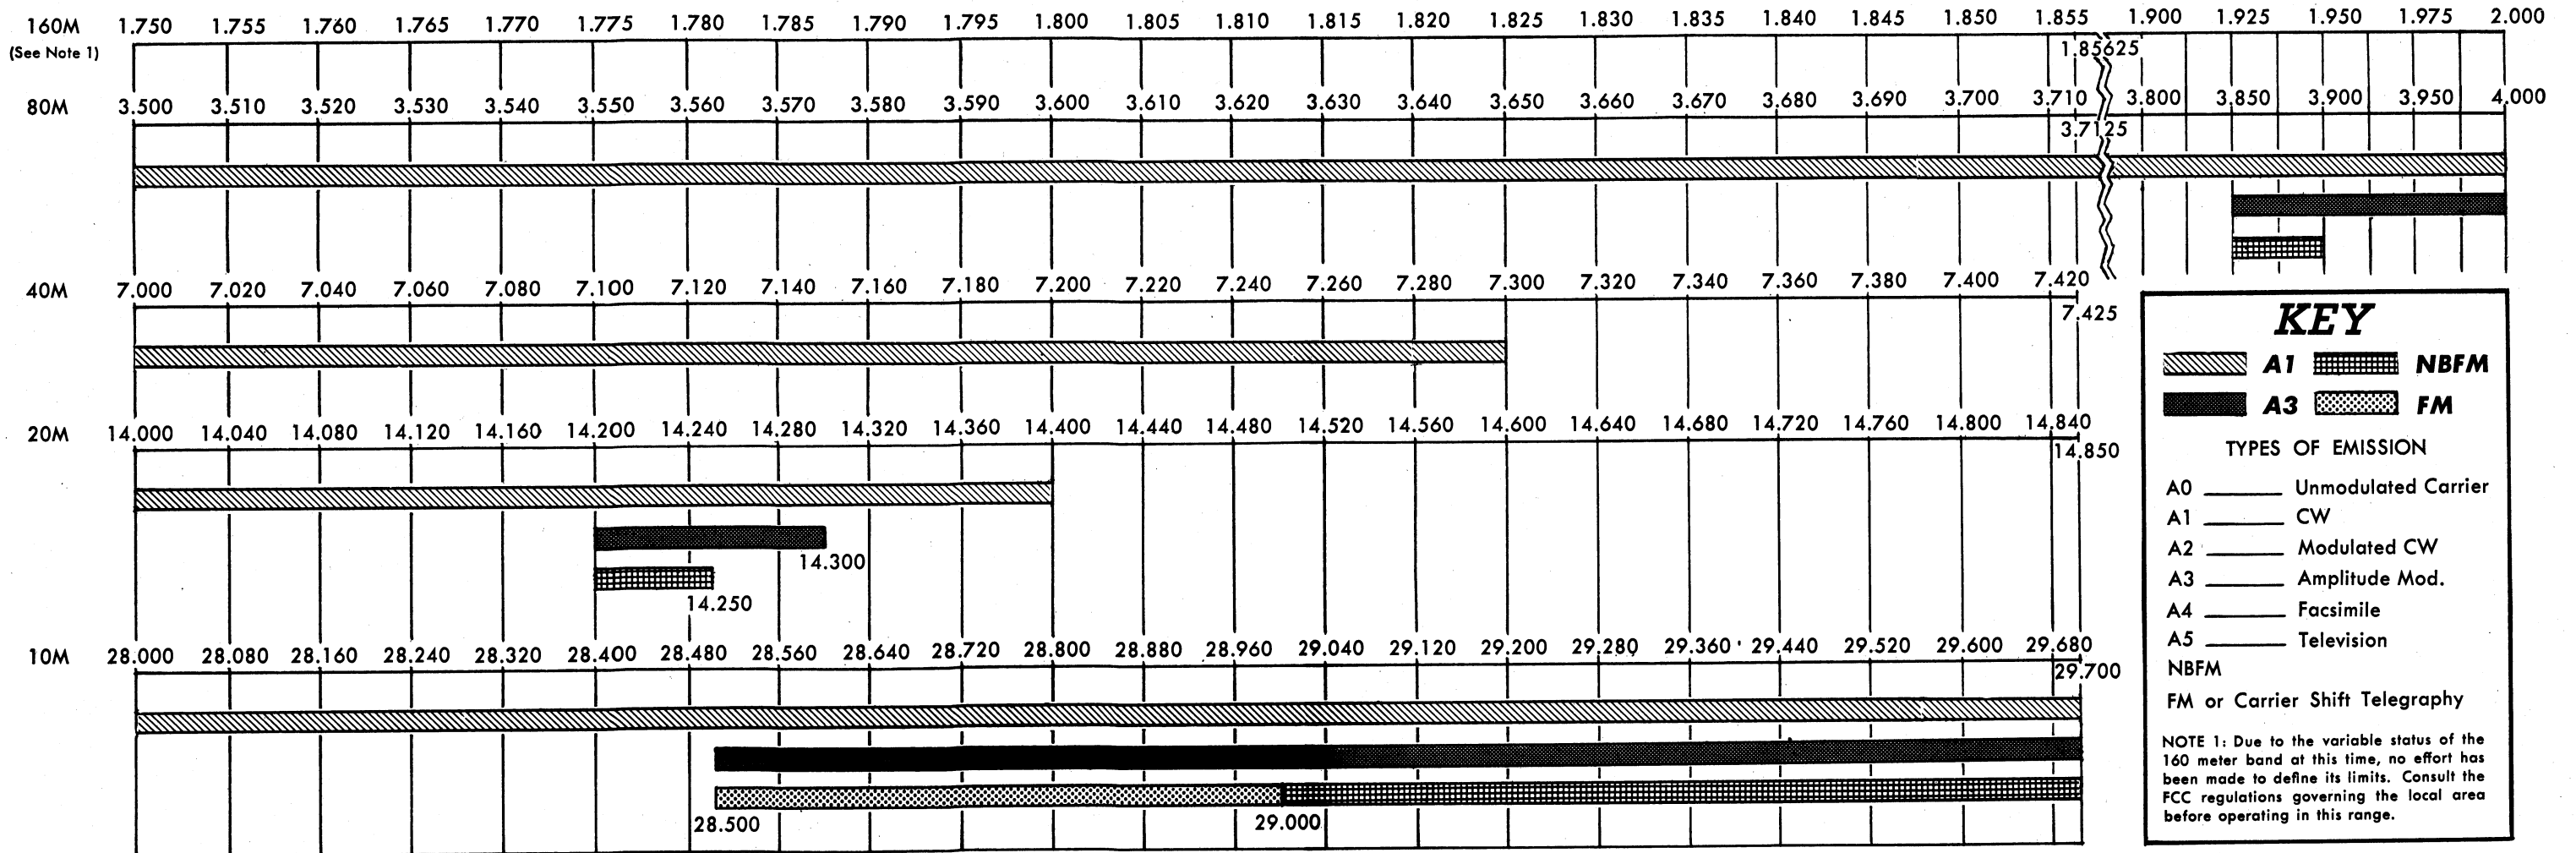 160M 1.750 1.755 1.760 1.765 1.770 1.775 1.780 1.785 1.790 1.795 1.800 1.805 1.810 1.815 1.820 1.825 1.830 1.835 1.840 1.845 1.850 1.855 1.900 1.925 1.950 1.975 2.000
(See Note 1) 1.85625
80M 3.500 3.510 3.520 3.530 3.540 3.550 3.560 3.570 3.580 3.590 3.600 3.610 3.620 3.630 3.640 3.650 3.660 3.670 3.680 3.690 3.700 3.710 3.800 3.850 3.900 3.950 4.000
3.7125
40M 7.000 7.020 7.040 7.060 7.080 7.100 7.120 7.140 7.160 7.180 7.200 7.220 7.240 7.260 7.280 7.300 7.320 7.340 7.360 7.380 7.400 7.420
7.425
20M 14.000 14.040 14.080 14.120 14.160 14.200 14.240 14.280 14.320 14.360 14.400 14.440 14.480 14.520 14.560 14.600 14.640 14.680 14.720 14.760 14.800 14.840
14.850
14.300
14.250
10M 28.000 28.080 28.160 28.240 28.320 28.400 28.480 28.560 28.640 28.720 28.800 28.880 28.960 29.040 29.120 29.200 29.280 29.360 29.440 29.520 29.600 29.680
29.700
28.500 29.000
KEY
A1 NBFM
A3 FM
TYPES OF EMISSION
A0 ______ Unmodulated Carrier
A1 ______ CW
A2 ______ Modulated CW
A3 ______ Amplitude Mod.
A4 ______ Facsimile
A5 ______ Television
NBFM
FM or Carrier Shift Telegraphy
NOTE 1: Due to the variable status of the
160 meter band at this time, no effort has
been made to define its limits. Consult the
FCC regulations governing the local area
before operating in this range.